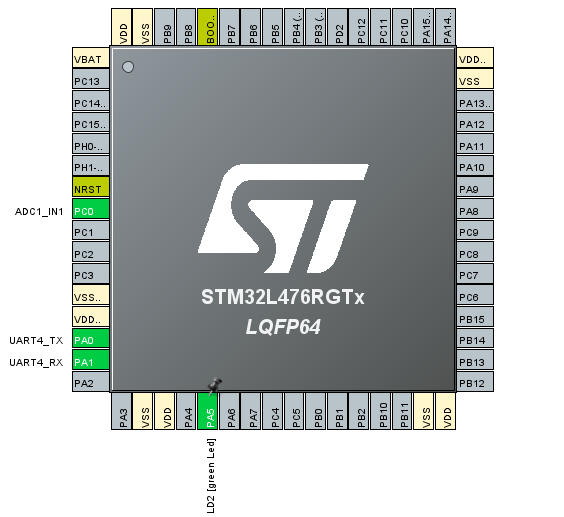 VDD
VSS
PB9
PB8
BOO..
PB7
PB6
PB5
PB4 (..
PB3 (..
PD2
PC12
PC11
PC10
PA15..
PA14..
VBAT
PC13
PC14..
PC15..
PH0-..
PH1-..
NRST
ADC1_IN1 PC0
PC1
PC2
PC3
VSS..
VDD..
UART4_TX PA0
UART4_RX PA1
PA2
VDD..
VSS
PA13..
PA12
PA11
PA10
PA9
PA8
PC9
PC8
PC7
PC6
PB15
PB14
PB13
PB12
STM32L476RGTx
LQFP64
PA3
VSS
VDD
PA4
PA5
PA6
PA7
PC4
PC5
PB0
PB1
PB2
PB10
PB11
VSS
VDD
LD2 [green Led]